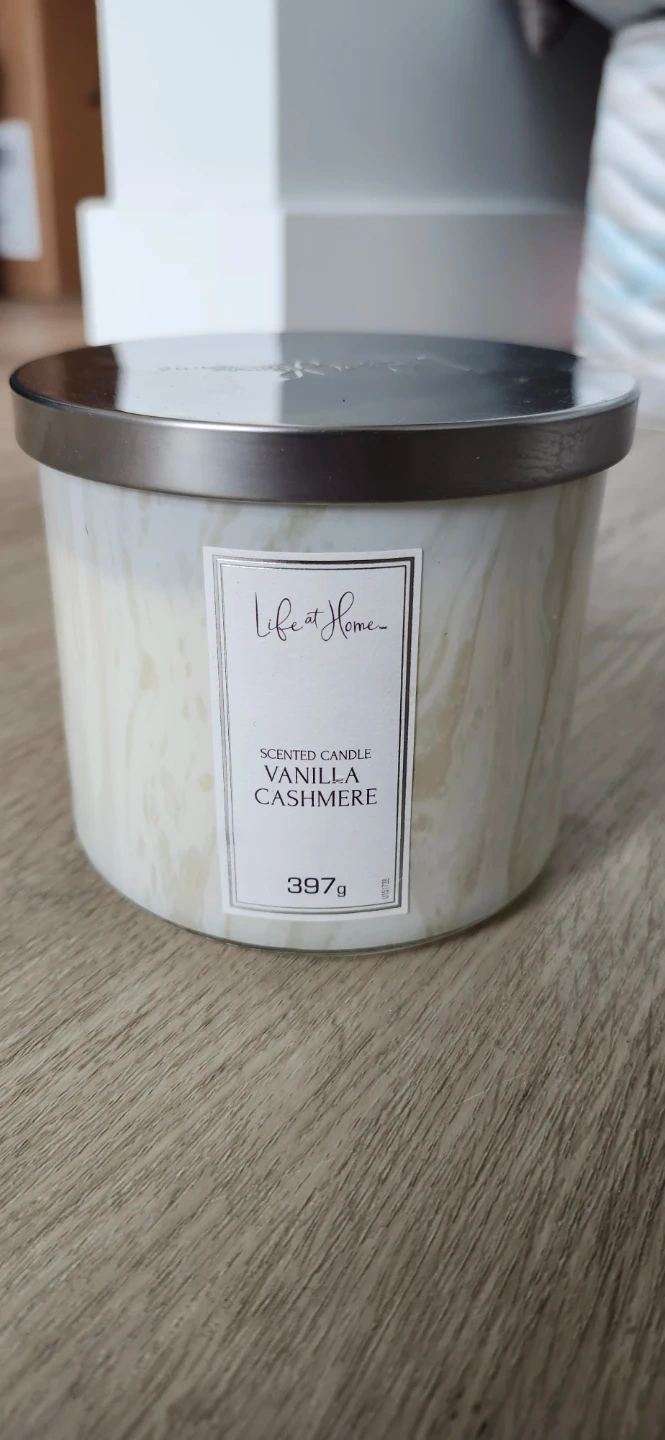 Life at Home
SCENTED CANDLE
VANILLA
CASHMERE
397g